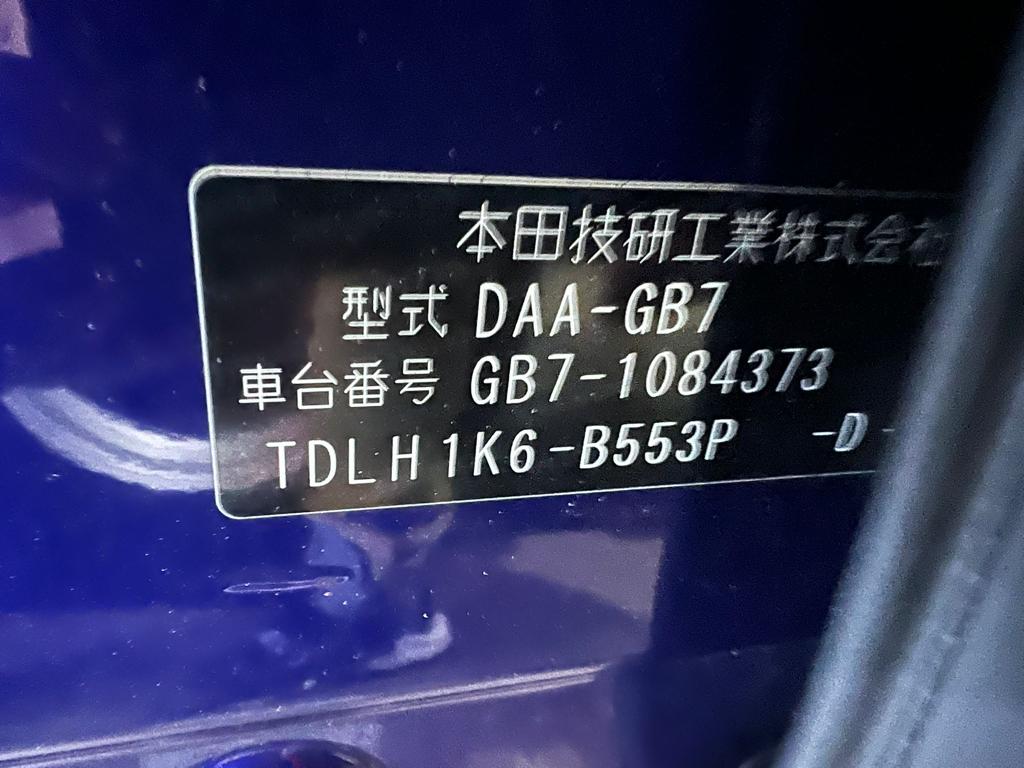 本田技研工業株式会社
型式 DAA-GB7
車台番号 GB7-1084373
TDLH1K6-B553P -D-